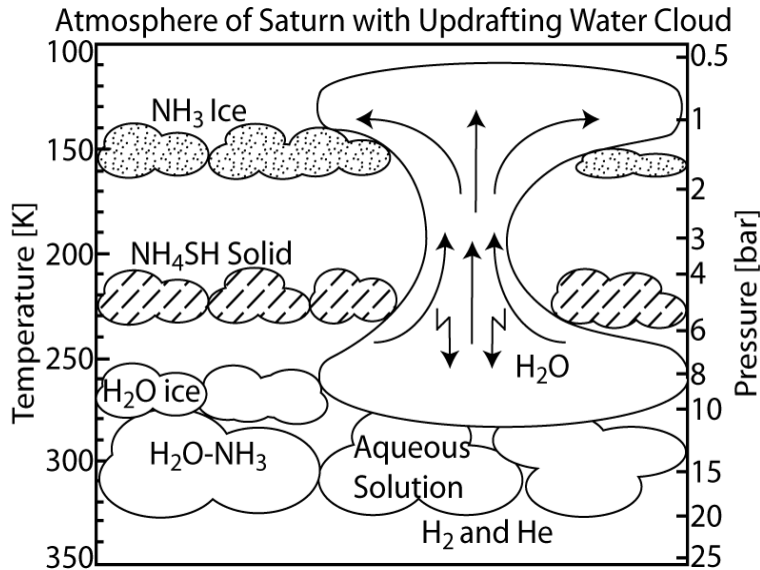 Atmosphere of Saturn with Updrafting Water Cloud
Temperature [K]
100
150
200
250
300
350
NH₃ Ice
NH₄SH Solid
H₂O ice
H₂O
H₂O-NH₃
Aqueous
Solution
H₂ and He
0.5
1
2
3
4
6
8
10
15
20
25
Pressure [bar]